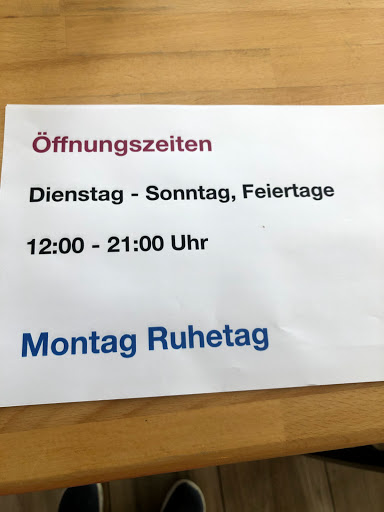 Öffnungszeiten
Dienstag - Sonntag, Feiertage
12:00 - 21:00 Uhr
Montag Ruhetag